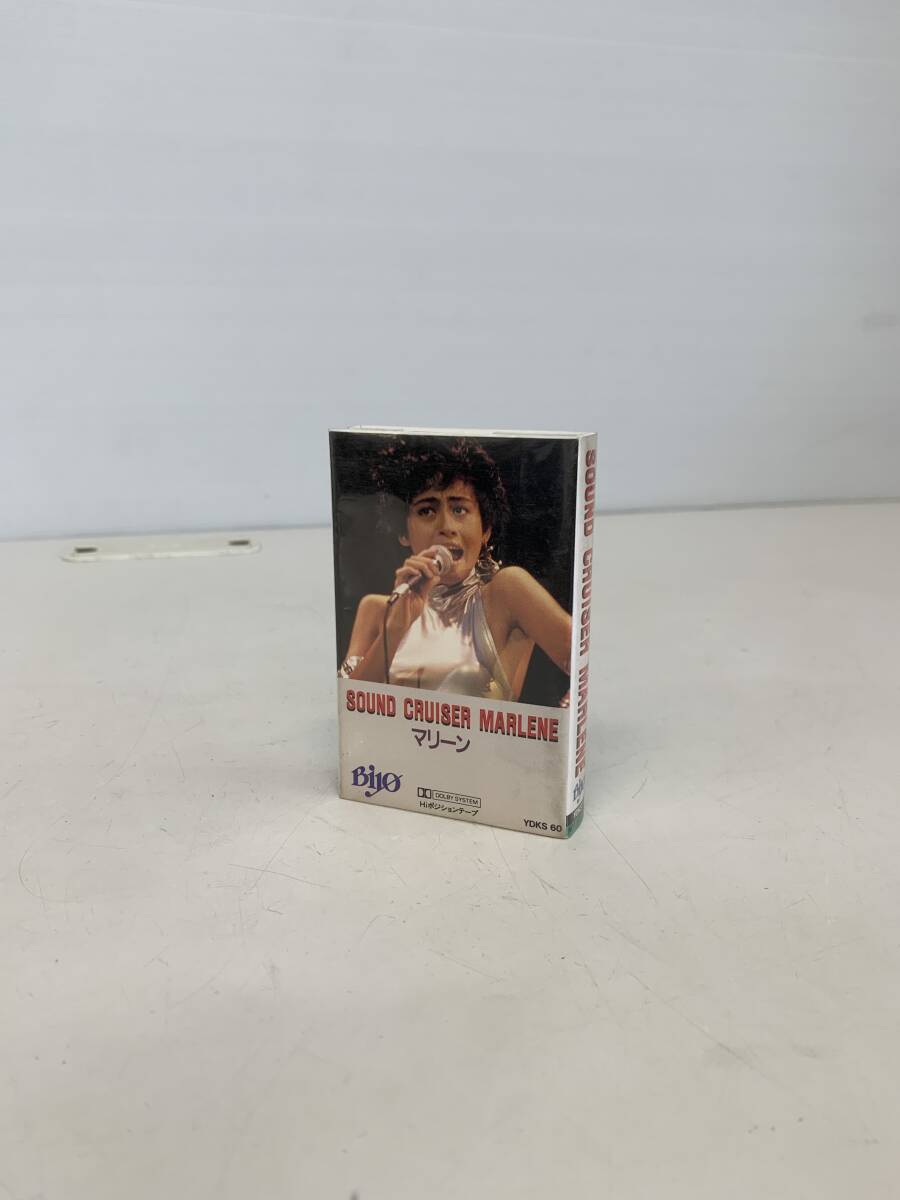 SOUND CRUISER MARLENE
マリーン
Bijo
DOLBY SYSTEM
Hiポジションテープ
YDKS 60
SOUND CRUISER MARLENE